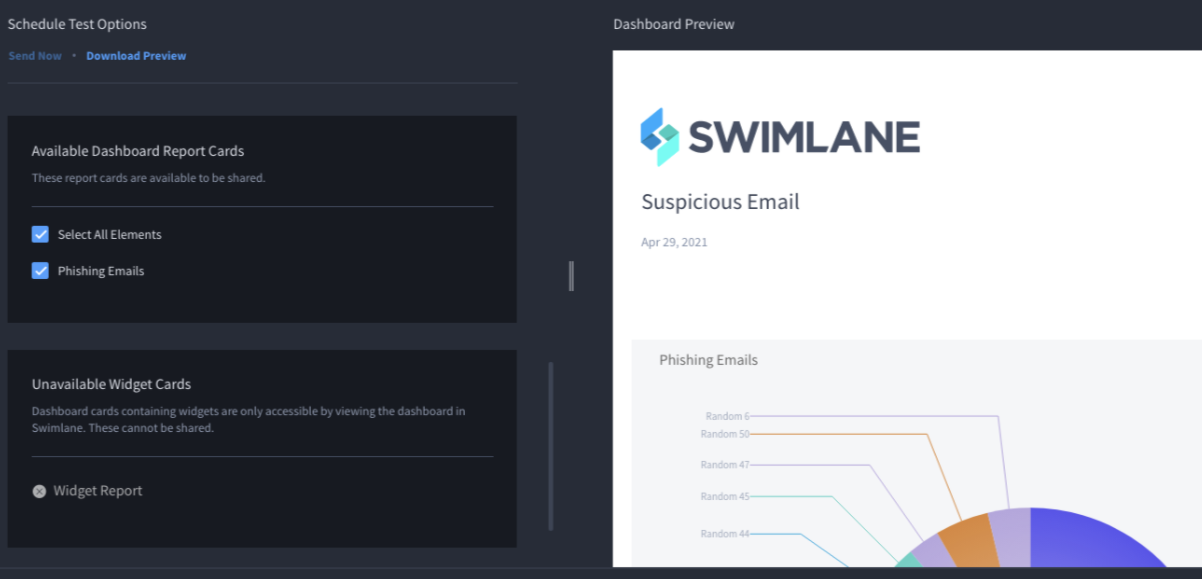 Schedule Test Options
Send Now • Download Preview
Available Dashboard Report Cards
These report cards are available to be shared.
Select All Elements
Phishing Emails
Unavailable Widget Cards
Dashboard cards containing widgets are only accessible by viewing the dashboard in
Swimlane. These cannot be shared.
Widget Report
Dashboard Preview
SWIMLANE
Suspicious Email
Apr 29, 2021
Phishing Emails
Random 6
Random 50
Random 47
Random 45
Random 44